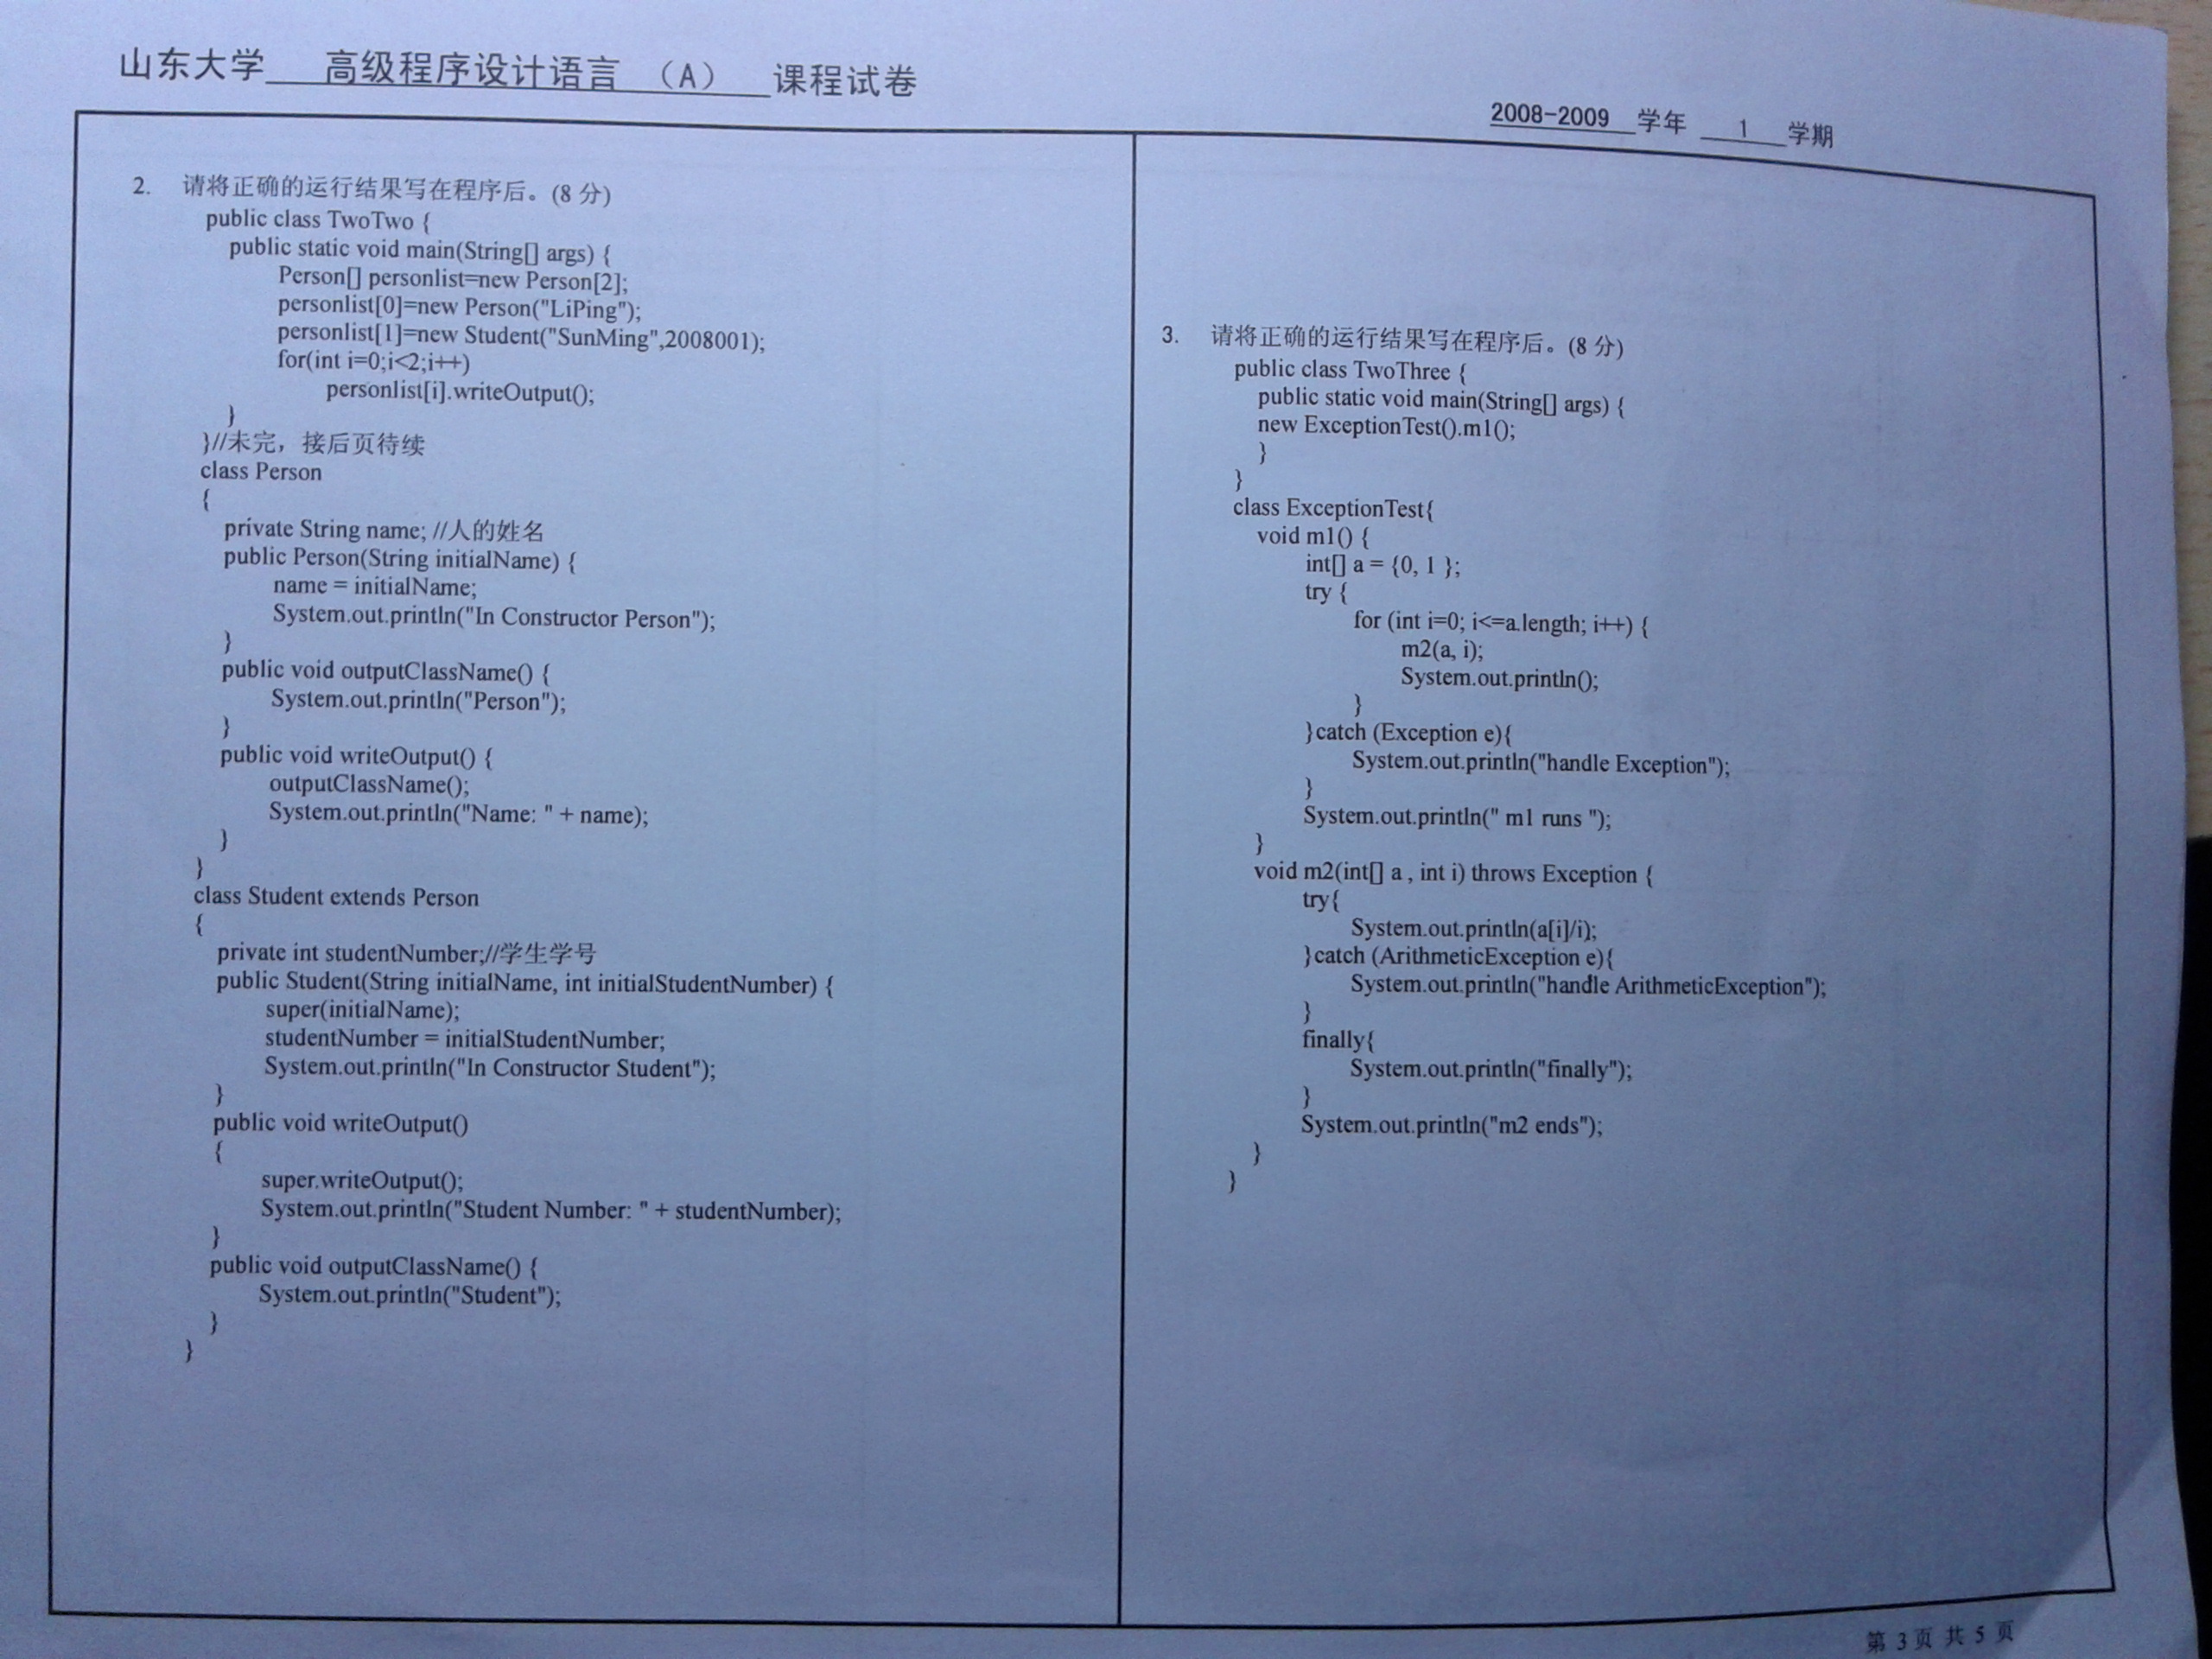 山东大学 高级程序设计语言 （A） 课程试卷
2008-2009 学年 1 学期
2. 请将正确的运行结果写在程序后。(8 分)
public class TwoTwo {
public static void main(String[] args) {
Person[] personlist=new Person[2];
personlist[0]=new Person("LiPing");
personlist[1]=new Student("SunMing",2008001);
for(int i=0;i<2;i++)
personlist[i].writeOutput();
}
}//未完，接后页待续
class Person
{
private String name; //人的姓名
public Person(String initialName) {
name = initialName;
System.out.println("In Constructor Person");
}
public void outputClassName() {
System.out.println("Person");
}
public void writeOutput() {
outputClassName();
System.out.println("Name: " + name);
}
}
class Student extends Person
{
private int studentNumber;//学生学号
public Student(String initialName, int initialStudentNumber) {
super(initialName);
studentNumber = initialStudentNumber;
System.out.println("In Constructor Student");
}
public void writeOutput()
{
super.writeOutput();
System.out.println("Student Number: " + studentNumber);
}
public void outputClassName() {
System.out.println("Student");
}
}
3. 请将正确的运行结果写在程序后。(8 分)
public class TwoThree {
public static void main(String[] args) {
new ExceptionTest().m1();
}
}
class ExceptionTest{
void m1() {
int[] a = {0, 1 };
try {
for (int i=0; i<=a.length; i++) {
m2(a, i);
System.out.println();
}
}catch (Exception e){
System.out.println("handle Exception");
}
System.out.println(" m1 runs ");
}
void m2(int[] a , int i) throws Exception {
try{
System.out.println(a[i]/i);
}catch (ArithmeticException e){
System.out.println("handle ArithmeticException");
}
finally{
System.out.println("finally");
}
System.out.println("m2 ends");
}
}
第 3 页 共 5 页